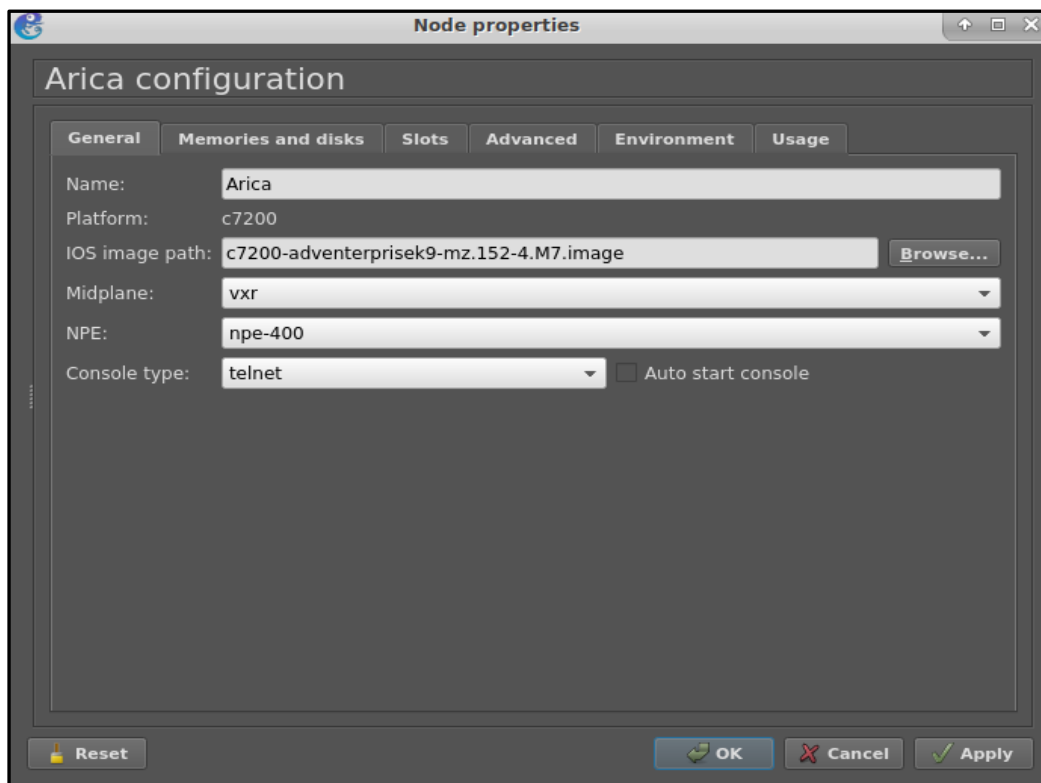 Node properties
Arica configuration
General Memories and disks Slots Advanced Environment Usage
Name: Arica
Platform: c7200
IOS image path: c7200-adventerprisek9-mz.152-4.M7.image Browse...
Midplane: vxr
NPE: npe-400
Console type: telnet Auto start console
Reset OK Cancel Apply